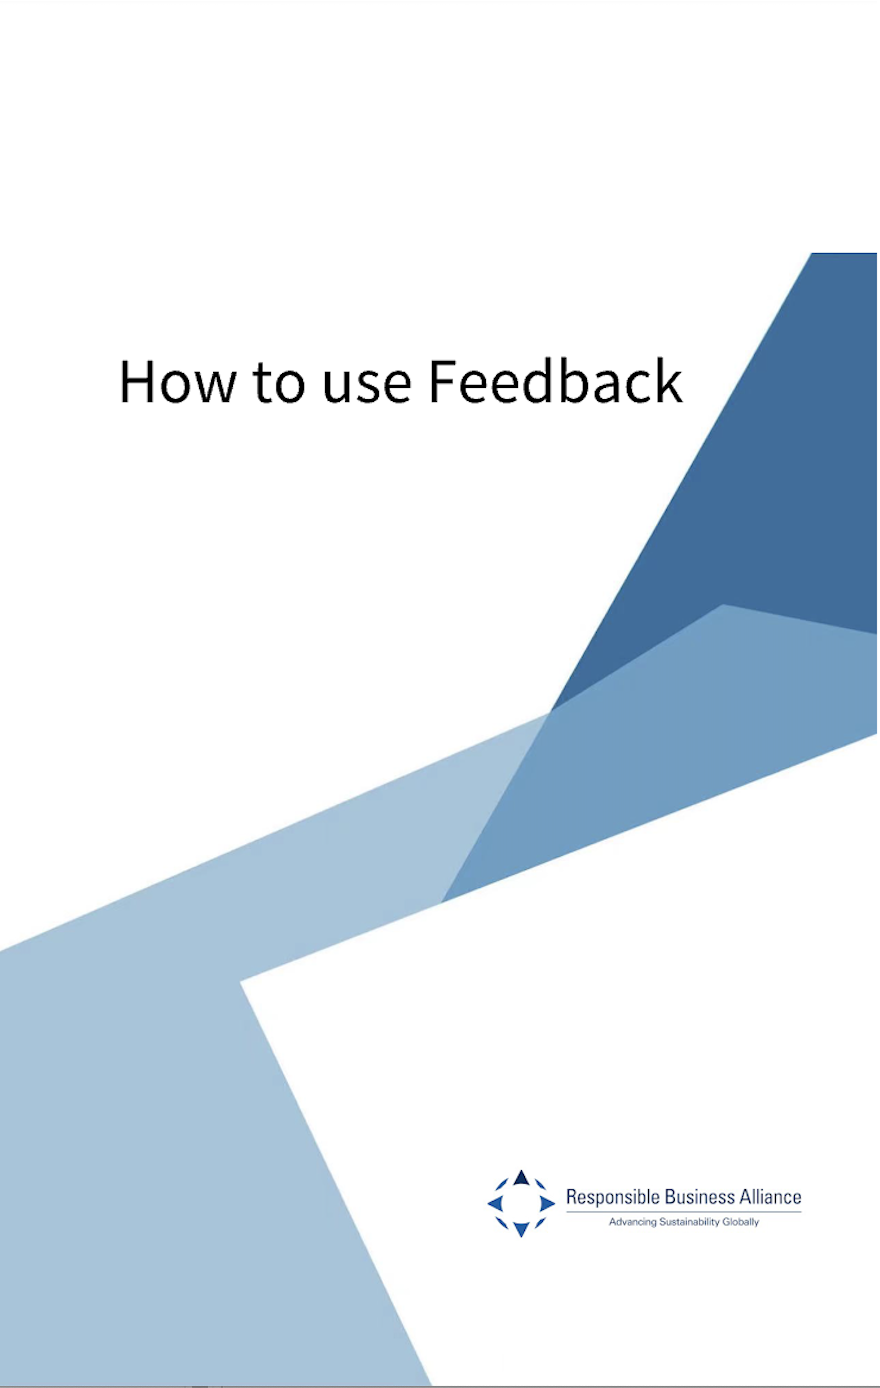 How to use Feedback
Responsible Business Alliance
Advancing Sustainability Globally